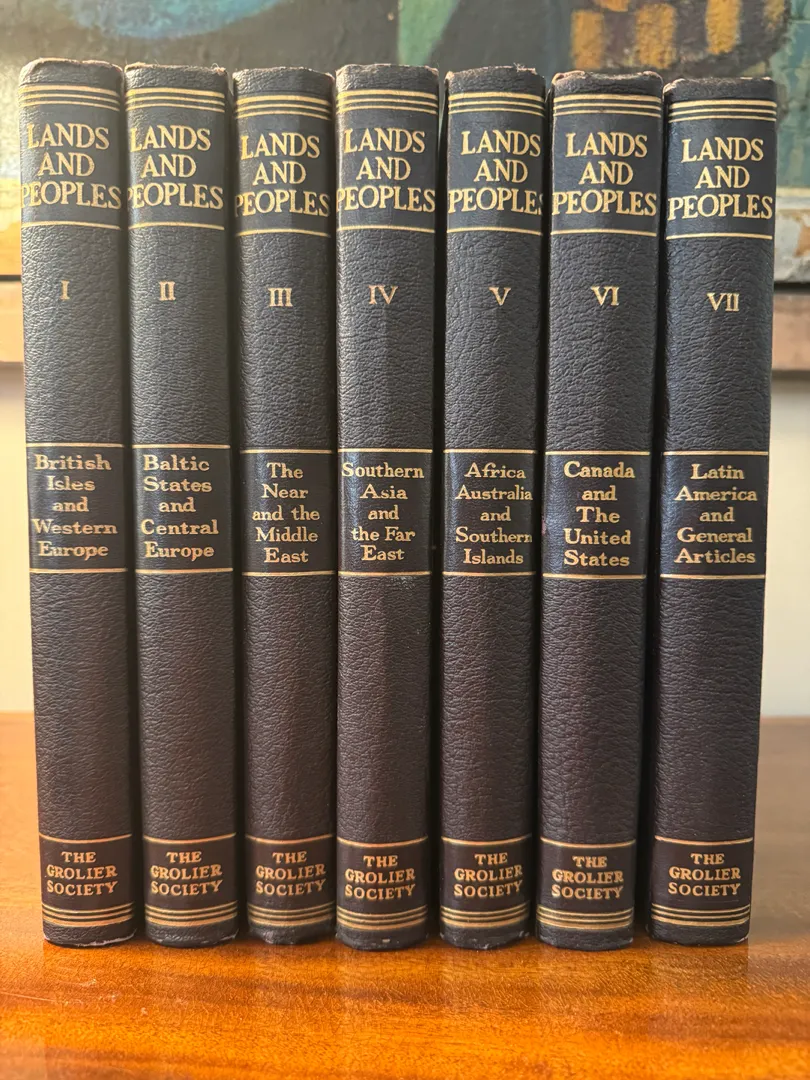 LANDS
AND
PEOPLES
I
British
Isles
and
Western
Europe
THE
GROLIER
SOCIETY
LANDS
AND
PEOPLES
II
Baltic
States
and
Central
Europe
THE
GROLIER
SOCIETY
LANDS
AND
PEOPLES
III
The
Near
and the
Middle
East
THE
GROLIER
SOCIETY
LANDS
AND
PEOPLES
IV
Southern
Asia
and
the Far
East
THE
GROLIER
SOCIETY
LANDS
AND
PEOPLES
V
Africa
Australia
and
Southern
Islands
THE
GROLIER
SOCIETY
LANDS
AND
PEOPLES
VI
Canada
and
The
United
States
THE
GROLIER
SOCIETY
LANDS
AND
PEOPLES
VII
Latin
America
and
General
Articles
THE
GROLIER
SOCIETY